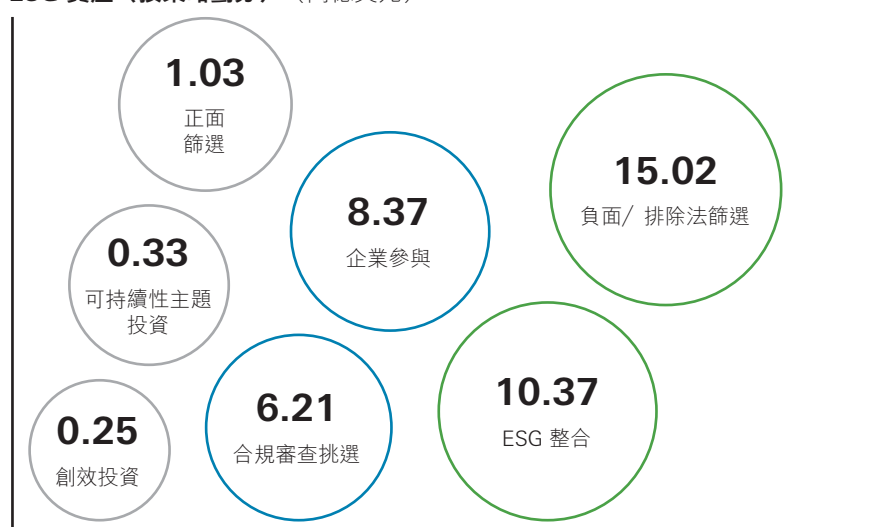 1.03
正面
篩選
15.02
負面/ 排除法篩選
8.37
企業參與
0.33
可持續性主題
投資
10.37
ESG 整合
6.21
合規審查挑選
0.25
創效投資